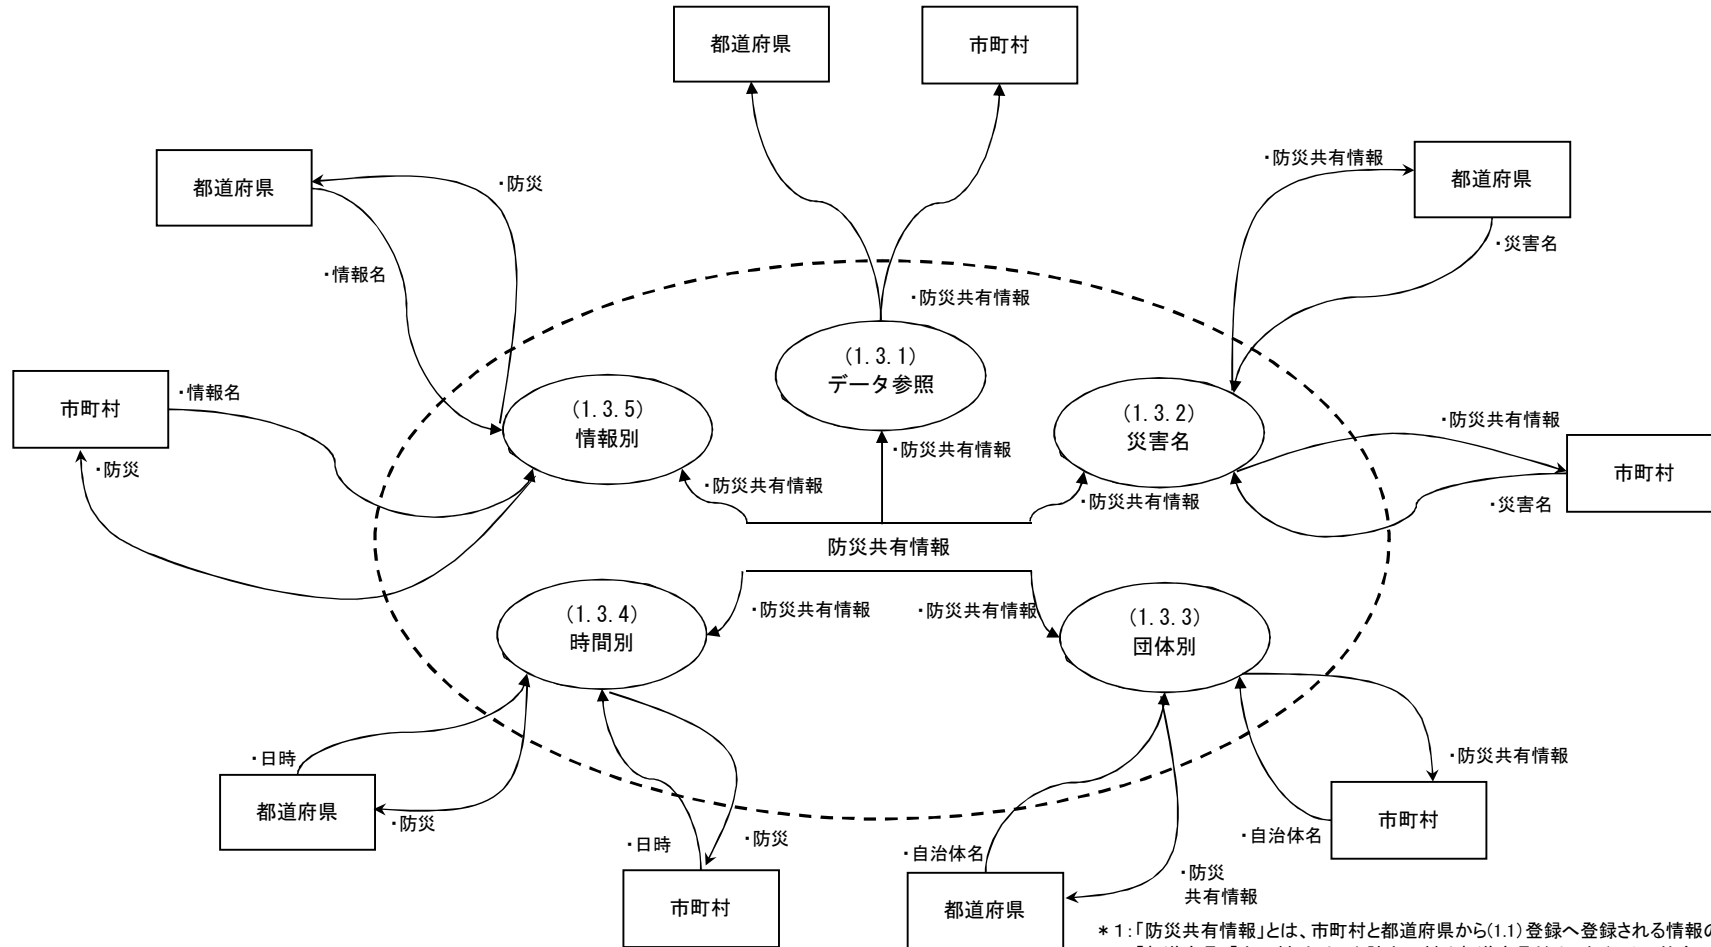 都道府県
市町村
都道府県
・防災
・情報名
・防災共有情報
都道府県
・災害名
・防災共有情報
(1.3.1)
データ参照
市町村
・情報名
・防災
(1.3.5)
情報別
(1.3.2)
災害名
・防災共有情報
市町村
・災害名
・防災共有情報
・防災共有情報
・防災共有情報
防災共有情報
・防災共有情報
・防災共有情報
(1.3.4)
時間別
(1.3.3)
団体別
・日時
都道府県
・防災
・日時
・防災
市町村
・防災共有情報
市町村
・自治体名
・自治体名
都道府県
・防災
共有情報
*1:「防災共有情報」とは、市町村と都道府県から(1.1)登録へ登録される情報の